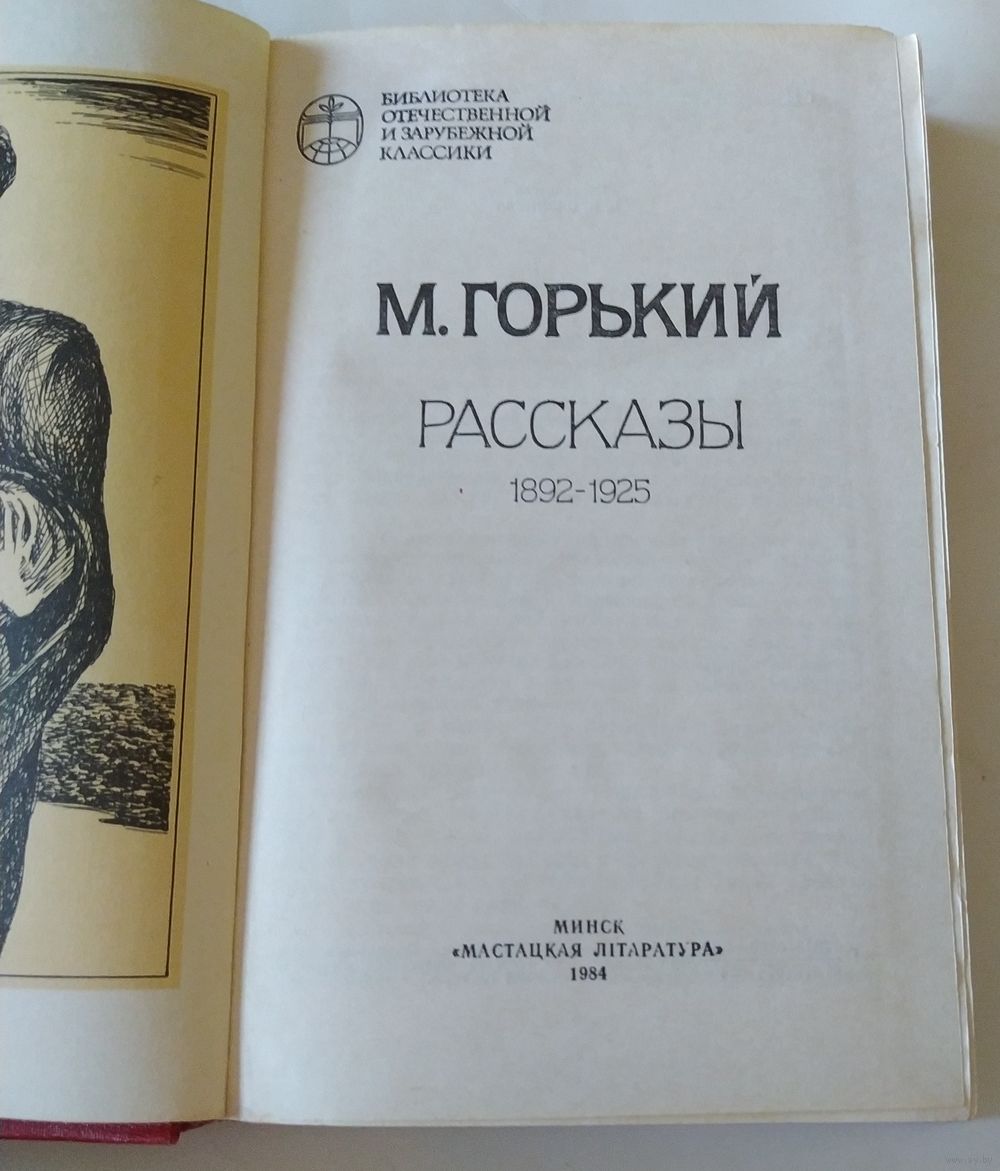 БИБЛИОТЕКА
ОТЕЧЕСТВЕННОЙ
И ЗАРУБЕЖНОЙ
КЛАССИКИ
М. ГОРЬКИЙ
РАССКАЗЫ
1892-1925
МИНСК
«МАСТАЦКАЯ ЛІТАРАТУРА»
1984